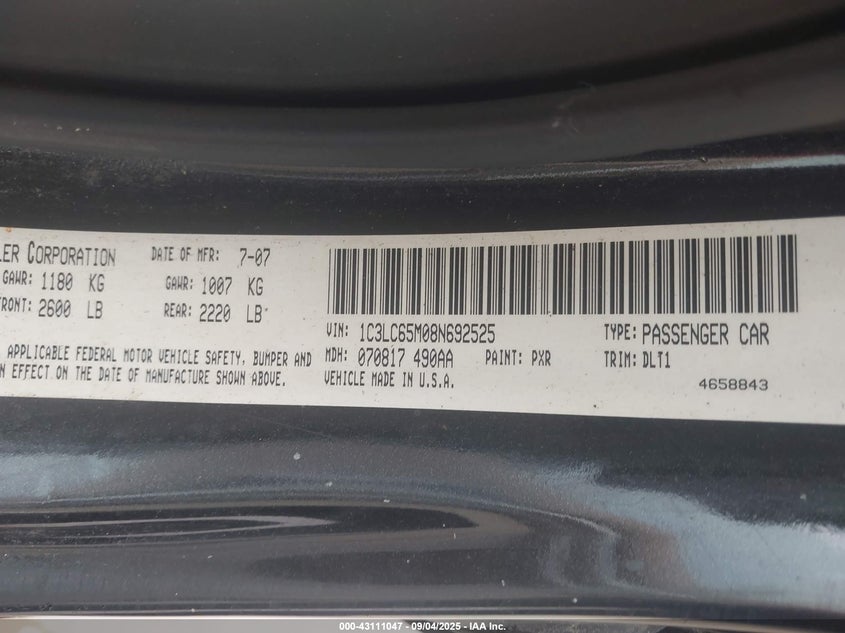 LER CORPORATION DATE OF MFR: 7-07
GAWR: 1180 KG GAWR: 1007 KG
FRONT: 2600 LB REAR: 2220 LB
VIN: 1C3LC65M08N692525 TYPE: PASSENGER CAR
APPLICABLE FEDERAL MOTOR VEHICLE SAFETY, BUMPER AND MDH: 070817 490AA PAINT: PXR TRIM: DLT1
N EFFECT ON THE DATE OF MANUFACTURE SHOWN ABOVE. VEHICLE MADE IN U.S.A.
4658843
000-43111047 - 09/04/2025 - IAA Inc.